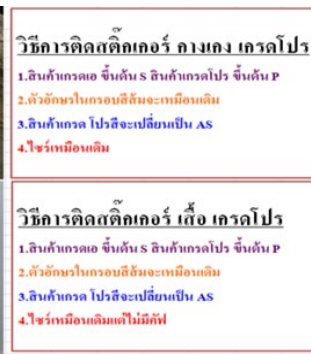 วิธีการติดสติ๊กเกอร์ กางเกง เกรดโปร
1.สินค้าเกรดเอ ขึ้นต้น S สินค้าเกรดโปร ขึ้นต้น P
2.ตัวอักษรในกรอบสีส้มจะเหมือนเดิม
3.สินค้าเกรด โปรสีจะเปลี่ยนเป็น AS
4.ไซร์เหมือนเดิม
วิธีการติดสติ๊กเกอร์ เสื้อ เกรดโปร
1.สินค้าเกรดเอ ขึ้นต้น S สินค้าเกรดโปร ขึ้นต้น P
2.ตัวอักษรในกรอบสีส้มจะเหมือนเดิม
3.สินค้าเกรด โปรสีจะเปลี่ยนเป็น AS
4.ไซร์เหมือนเดิมแต่ไม่มีคัฟ